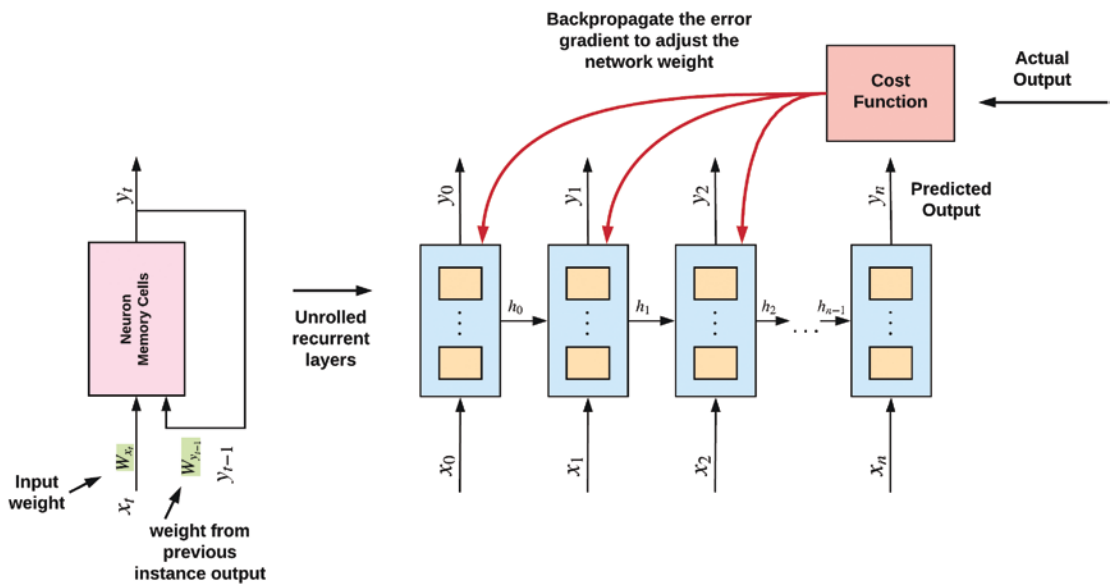 Backpropagate the error
gradient to adjust the
network weight
Cost
Function
Actual
Output
y_t
y_0
y_1
y_2
y_n
Predicted
Output
Neuron
Memory Cells
Unrolled
recurrent
layers
h_0
h_1
h_2
...
h_{n-1}
W_{x_t}
W_{y_{t-1}}
y_{t-1}
x_t
x_0
x_1
x_2
x_n
Input
weight
weight from
previous
instance output